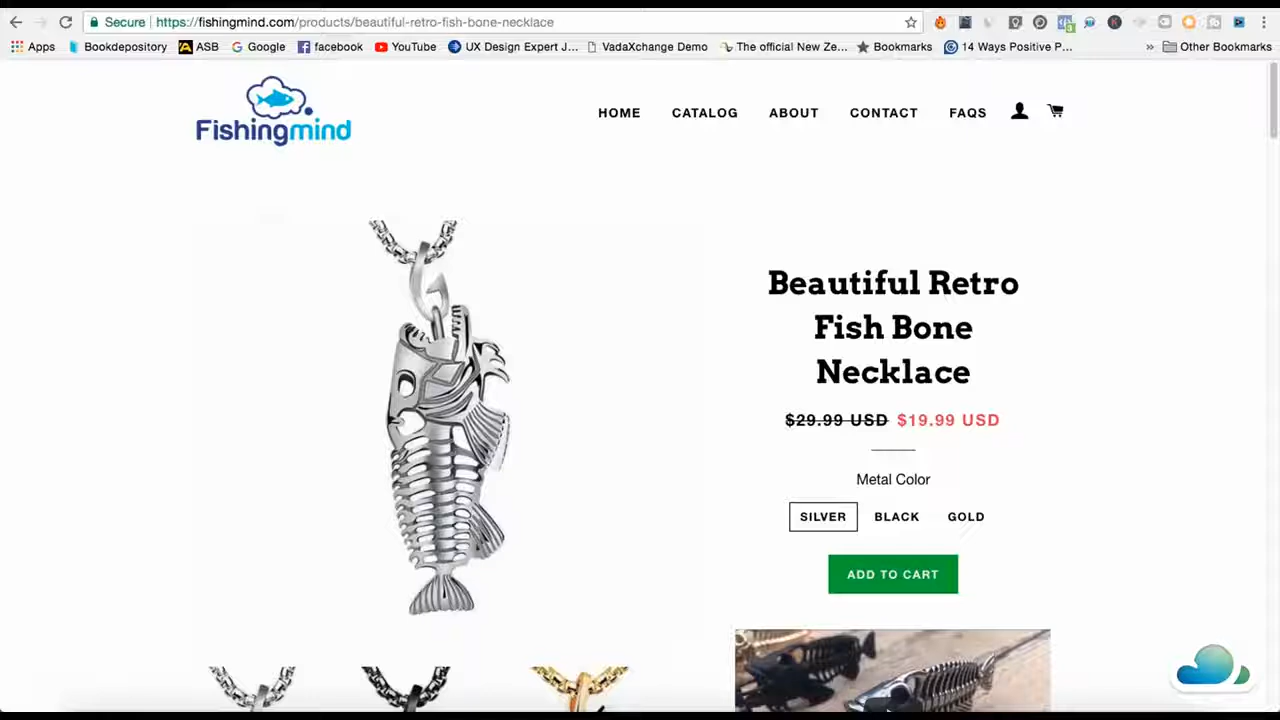 Secure
https://fishingmind.com/products/beautiful-retro-fish-bone-necklace
Apps
Bookdepository
ASB
Google
facebook
YouTube
UX Design Expert J...
VadaXchange Demo
The official New Ze...
Bookmarks
14 Ways Positive P...
»
Other Bookmarks
Fishingmind
HOME
CATALOG
ABOUT
CONTACT
FAQS
Beautiful Retro
Fish Bone
Necklace
$29.99 USD $19.99 USD
Metal Color
SILVER
BLACK
GOLD
ADD TO CART